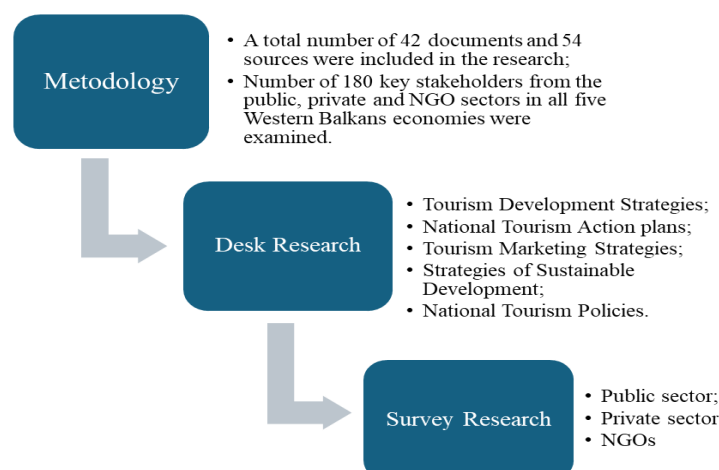 Metodology
• A total number of 42 documents and 54
sources were included in the research;
• Number of 180 key stakeholders from the
public, private and NGO sectors in all five
Western Balkans economies were
examined.
Desk Research
• Tourism Development Strategies;
• National Tourism Action plans;
• Tourism Marketing Strategies;
• Strategies of Sustainable
Development;
• National Tourism Policies.
Survey Research
• Public sector;
• Private sector
• NGOs